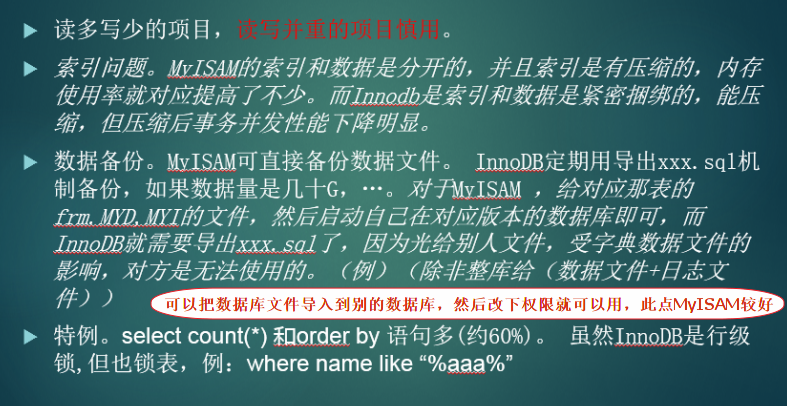 读多写少的项目，读写并重的项目慎用。
索引问题。MyISAM的索引和数据是分开的，并且索引是有压缩的，内存
使用率就对应提高了不少。而Innodb是索引和数据是紧密捆绑的，能压
缩，但压缩后事务并发性能下降明显。
数据备份。MyISAM可直接备份数据文件。 InnoDB定期用导出xxx.sql机
制备份，如果数据量是几十G，…。对于MyISAM ，给对应那表的
frm.MYD,MYI的文件，然后启动自己在对应版本的数据库即可，而
InnoDB就需要导出xxx.sql了，因为光给别人文件，受字典数据文件的
影响，对方是无法使用的。（例）（除非整库给（数据文件+日志文
件））
可以把数据库文件导入到别的数据库，然后改下权限就可以用，此点MyISAM较好
特例。select count(*) 和order by 语句多(约60%)。 虽然InnoDB是行级
锁,但也锁表，例：where name like “%aaa%”